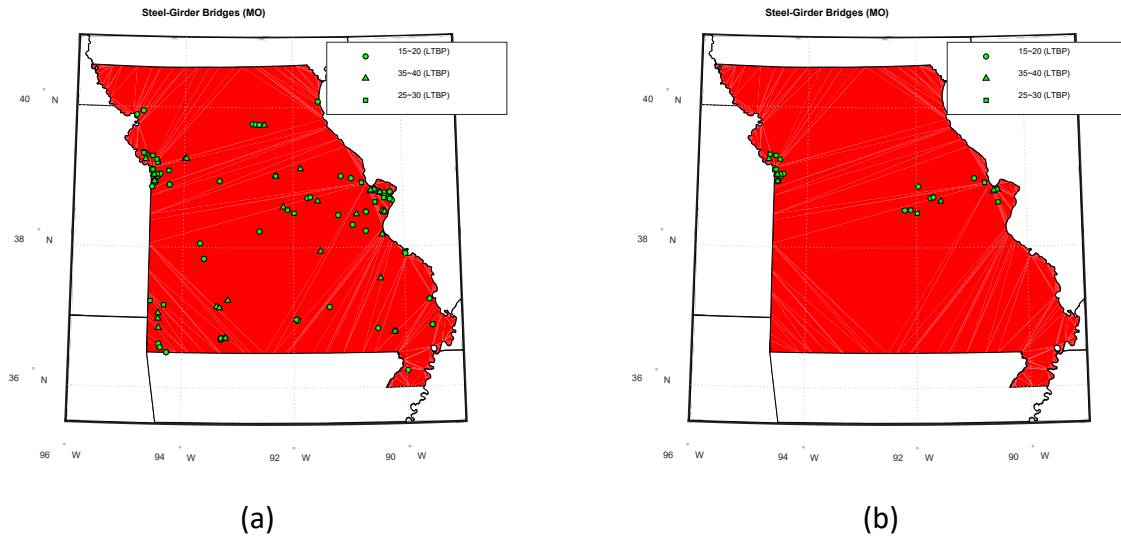 Steel-Girder Bridges (MO)
15~20 (LTBP)
35~40 (LTBP)
25~30 (LTBP)
40 ° N
38 ° N
36 ° N
96 ° W
94 ° W
92 ° W
90 ° W
(a)
Steel-Girder Bridges (MO)
15~20 (LTBP)
35~40 (LTBP)
25~30 (LTBP)
40 ° N
38 ° N
36 ° N
96 ° W
94 ° W
92 ° W
90 ° W
(b)